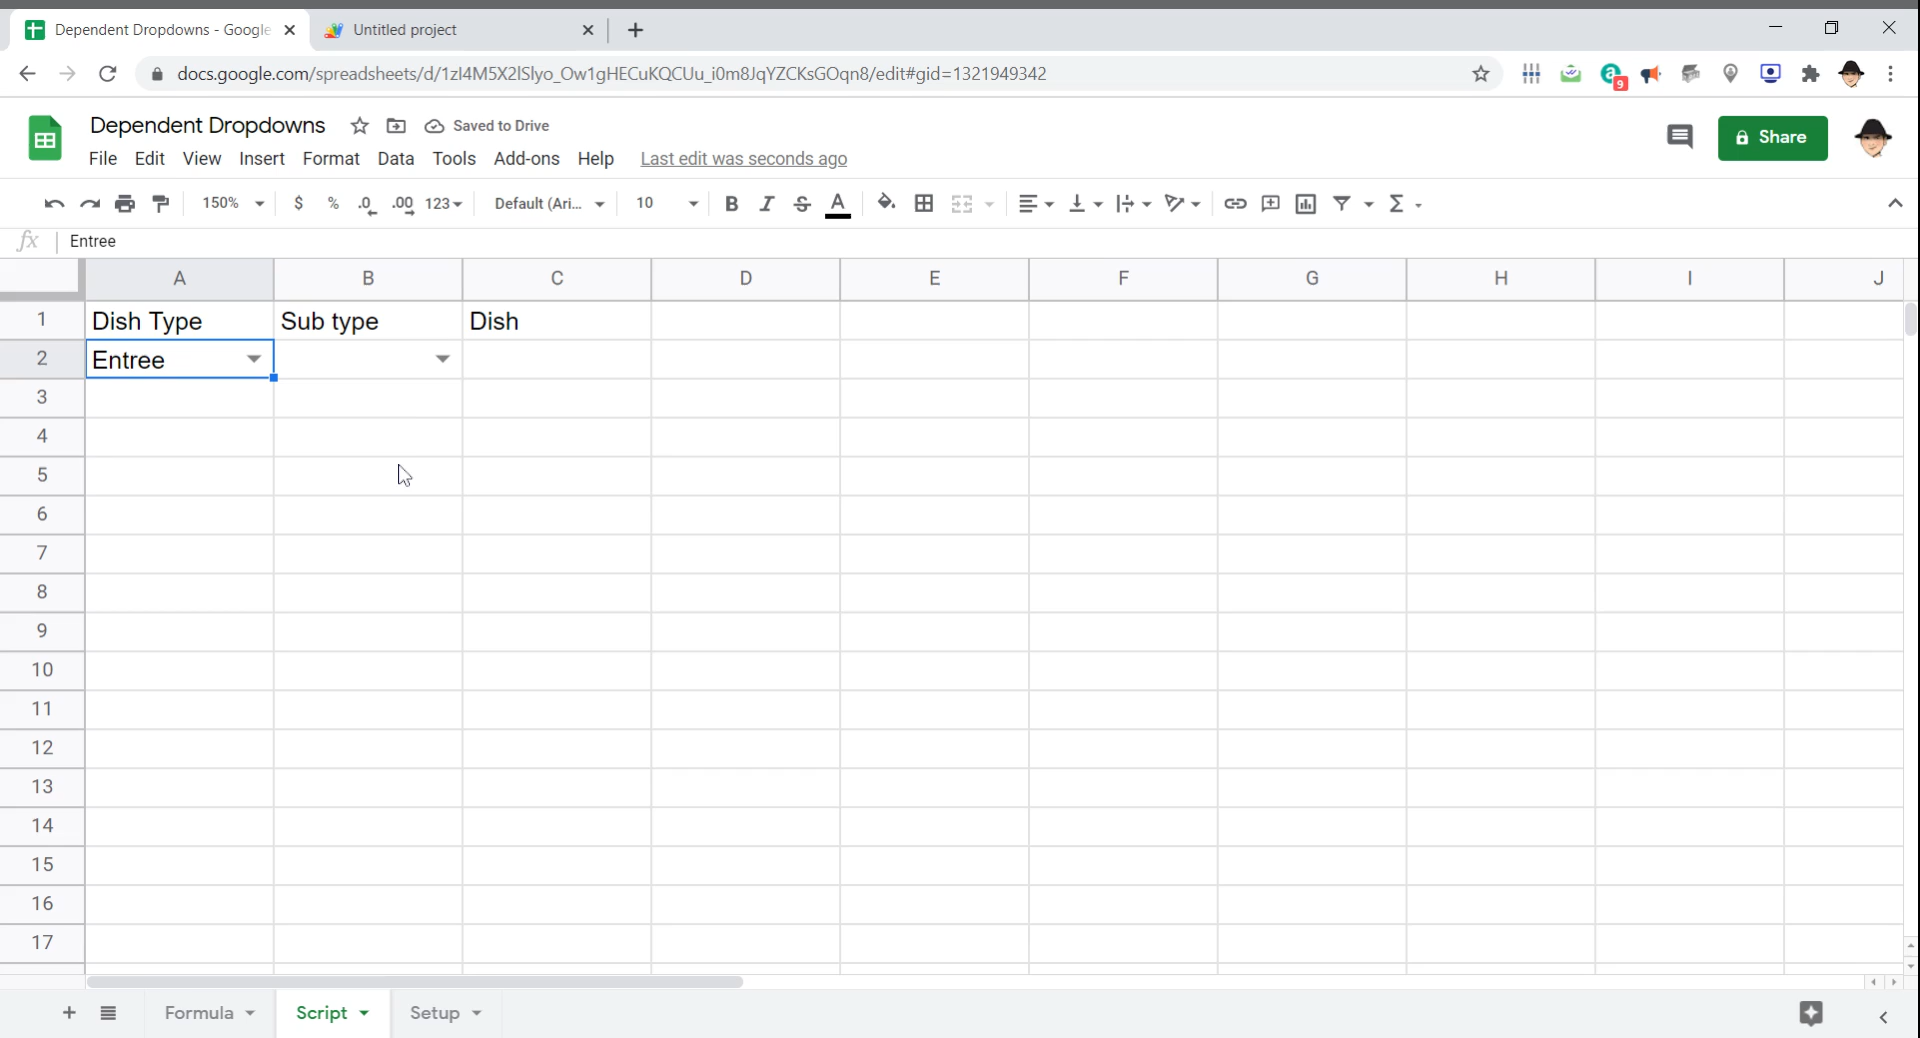 Dependent Dropdowns - Google
Untitled project
docs.google.com/spreadsheets/d/1zI4M5X2ISlyo_Ow1gHECuKQCUu_i0m8JqYZCKsGOqn8/edit#gid=1321949342
9
Dependent Dropdowns Saved to Drive
File Edit View Insert Format Data Tools Add-ons Help Last edit was seconds ago
Share
150% $ % .0 .00 123 Default (Ari... 10 B I S A Σ
fx Entree
A B C D E F G H I J
1 Dish Type Sub type Dish
2 Entree
3
4
5
6
7
8
9
10
11
12
13
14
15
16
17
+ Formula Script Setup